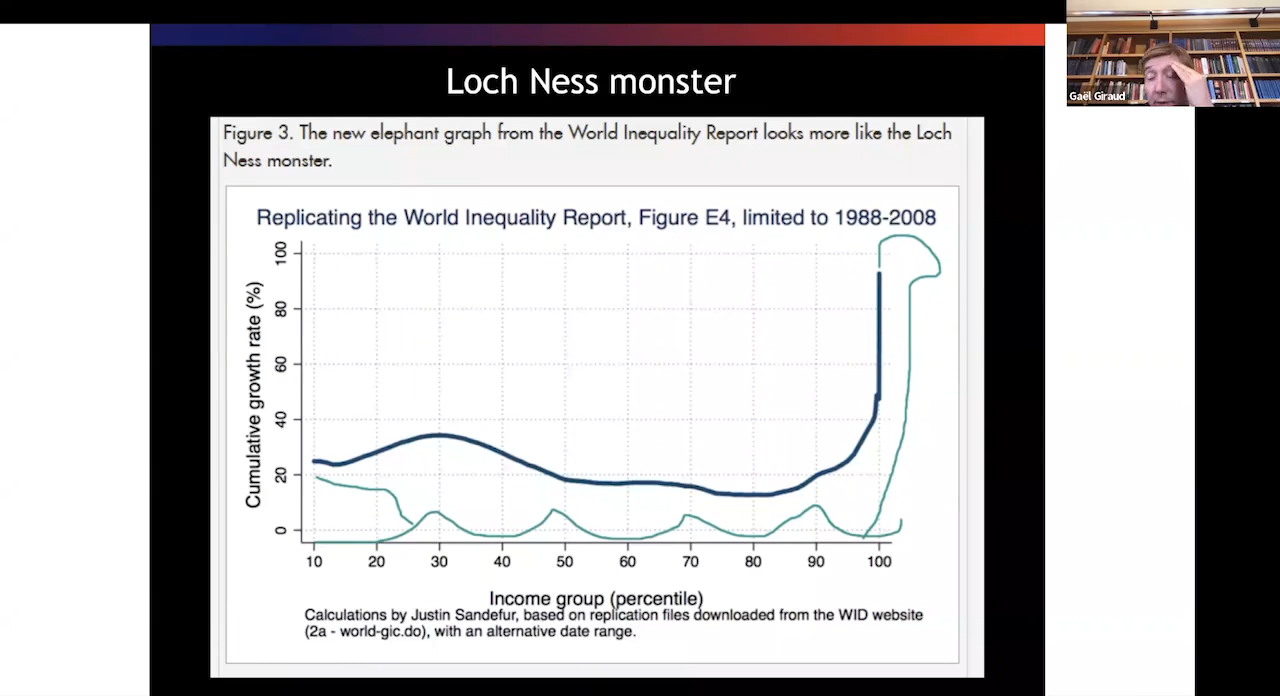 Loch Ness monster
Gaël Giraud
Figure 3. The new elephant graph from the World Inequality Report looks more like the Loch
Ness monster.
Replicating the World Inequality Report, Figure E4, limited to 1988-2008
Cumulative growth rate (%)
100
80
60
40
20
0
10 20 30 40 50 60 70 80 90 100
Income group (percentile)
Calculations by Justin Sandefur, based on replication files downloaded from the WID website
(2a - world-gic.do), with an alternative date range.